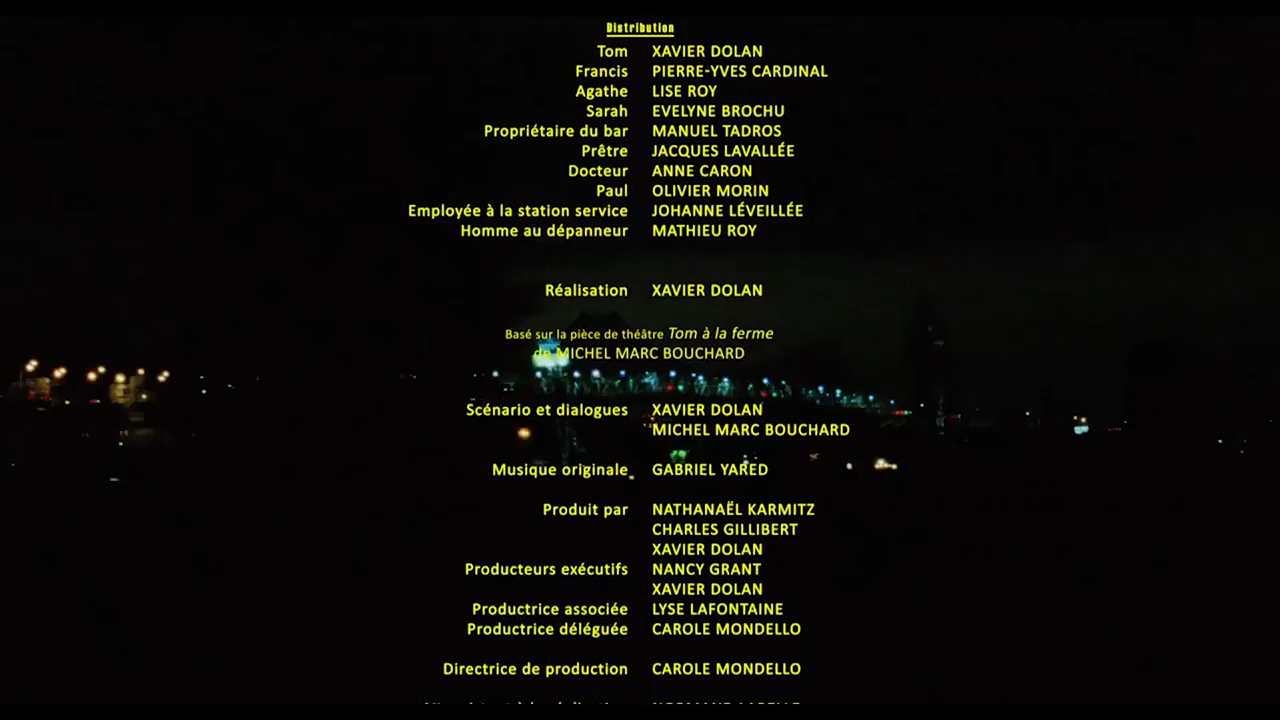 Distribution
Tom XAVIER DOLAN
Francis PIERRE-YVES CARDINAL
Agathe LISE ROY
Sarah EVELYNE BROCHU
Propriétaire du bar MANUEL TADROS
Prêtre JACQUES LAVALLÉE
Docteur ANNE CARON
Paul OLIVIER MORIN
Employée à la station service JOHANNE LÉVEILLÉE
Homme au dépanneur MATHIEU ROY
Réalisation XAVIER DOLAN
Basé sur la pièce de théâtre Tom à la ferme
de MICHEL MARC BOUCHARD
Scénario et dialogues XAVIER DOLAN
MICHEL MARC BOUCHARD
Musique originale GABRIEL YARED
Produit par NATHANAËL KARMITZ
CHARLES GILLIBERT
XAVIER DOLAN
Producteurs exécutifs NANCY GRANT
XAVIER DOLAN
Productrice associée LYSE LAFONTAINE
Productrice déléguée CAROLE MONDELLO
Directrice de production CAROLE MONDELLO